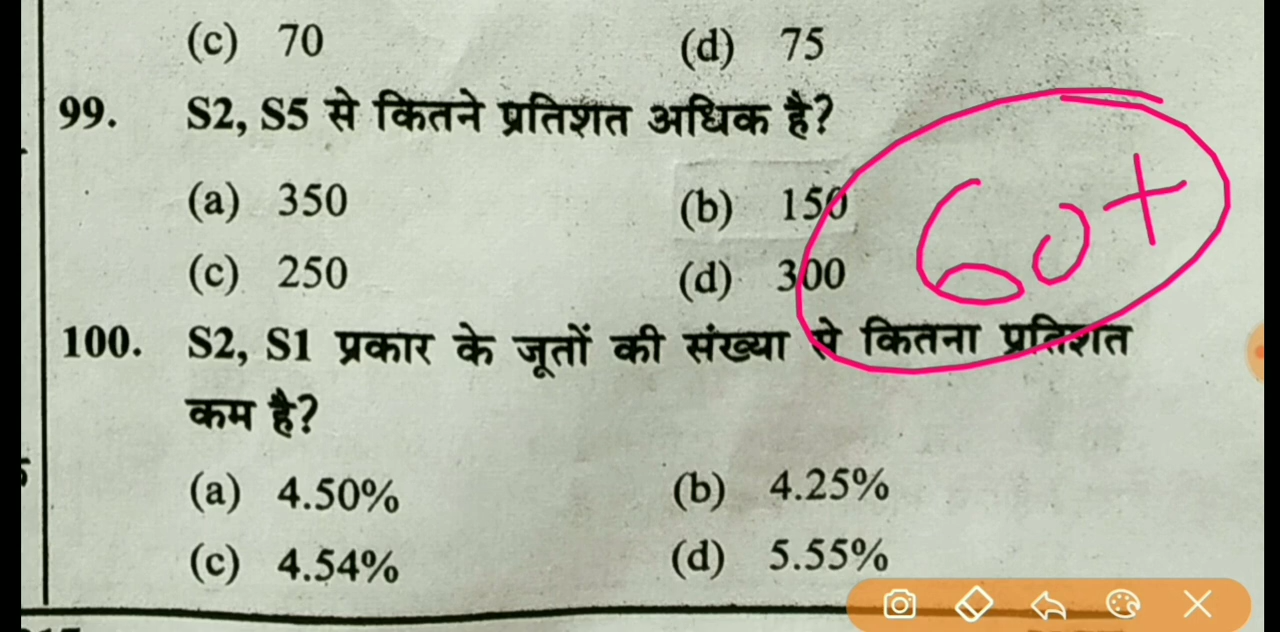 (c) 70 (d) 75
99. S2, S5 से कितने प्रतिशत अधिक है?
(a) 350 (b) 150
(c) 250 (d) 300
60+
100. S2, S1 प्रकार के जूतों की संख्या से कितना प्रतिशत
कम है?
(a) 4.50% (b) 4.25%
(c) 4.54% (d) 5.55%